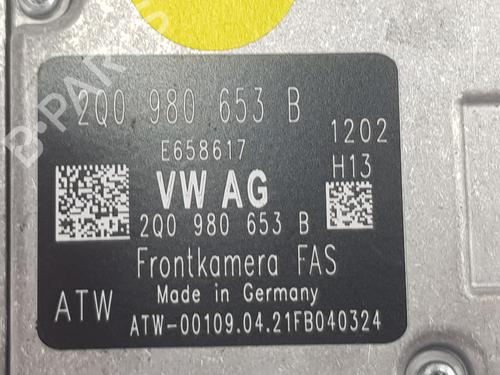 2Q0 980 653 B
E658617
1202
H13
VW AG
2Q0 980 653 B
Frontkamera FAS
ATW
Made in Germany
ATW-00109.04.21FB040324
B-PARTS